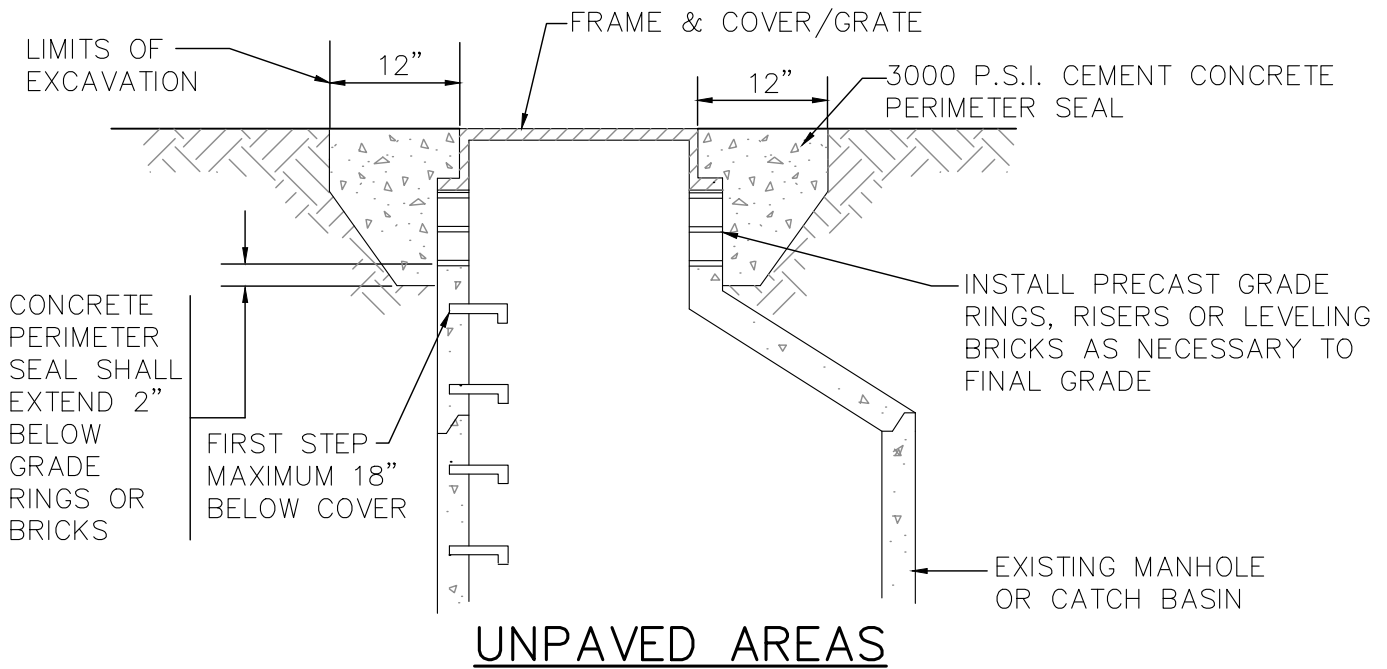 FRAME & COVER/GRATE
LIMITS OF
EXCAVATION
12”
12”
3000 P.S.I. CEMENT CONCRETE
PERIMETER SEAL
CONCRETE
PERIMETER
SEAL SHALL
EXTEND 2”
BELOW
GRADE
RINGS OR
BRICKS
FIRST STEP
MAXIMUM 18”
BELOW COVER
INSTALL PRECAST GRADE
RINGS, RISERS OR LEVELING
BRICKS AS NECESSARY TO
FINAL GRADE
EXISTING MANHOLE
OR CATCH BASIN
UNPAVED AREAS